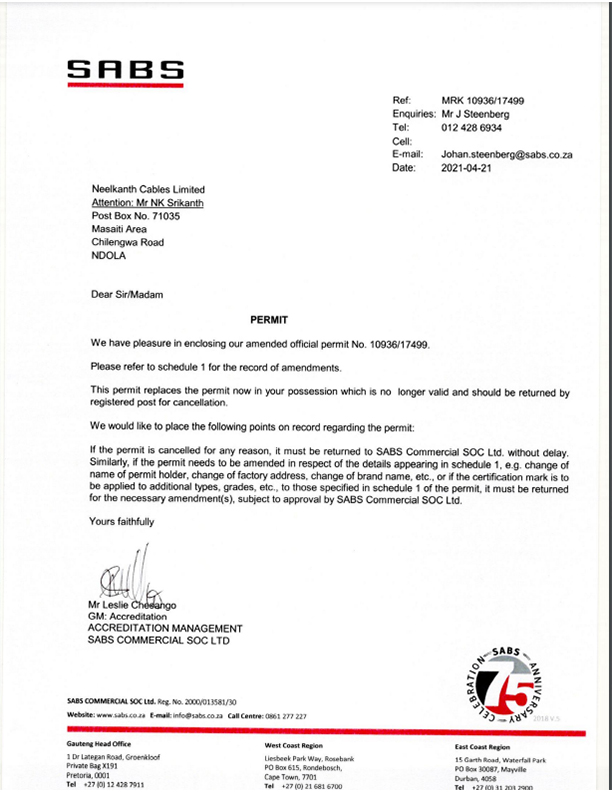 SABS
Ref: MRK 10936/17499
Enquiries: Mr J Steenberg
Tel: 012 428 6934
Cell:
E-mail: Johan.steenberg@sabs.co.za
Date: 2021-04-21
Neelkanth Cables Limited
Attention: Mr NK Srikanth
Post Box No. 71035
Masaiti Area
Chilengwa Road
NDOLA
Dear Sir/Madam
PERMIT
We have pleasure in enclosing our amended official permit No. 10936/17499.
Please refer to schedule 1 for the record of amendments.
This permit replaces the permit now in your possession which is no longer valid and should be returned by
registered post for cancellation.
We would like to place the following points on record regarding the permit:
If the permit is cancelled for any reason, it must be returned to SABS Commercial SOC Ltd. without delay.
Similarly, if the permit needs to be amended in respect of the details appearing in schedule 1, e.g. change of
name of permit holder, change of factory address, change of brand name, etc., or if the certification mark is to
be applied to additional types, grades, etc., to those specified in schedule 1 of the permit, it must be returned
for the necessary amendment(s), subject to approval by SABS Commercial SOC Ltd.
Yours faithfully
Mr Leslie
GM: Accreditation
ACCREDITATION MANAGEMENT
SABS COMMERCIAL SOC LTD
SABS ANNIVERSARY CELEBRATION
75
2018 V.5
SABS COMMERCIAL SOC Ltd. Reg. No. 2000/013581/30
Website: www.sabs.co.za E-mail: info@sabs.co.za Call Centre: 0861 277 227
Gauteng Head Office
1 Dr Lategan Road, Groenkloof
Private Bag X191
Pretoria, 0001
Tel +27 (0) 12 428 7911
West Coast Region
Liesbeek Park Way, Rosebank
PO Box 615, Rondebosch,
Cape Town, 7701
Tel +27 (0) 21 681 6700
East Coast Region
15 Garth Road, Waterfall Park
PO Box 30087, Mayville
Durban, 4058
Tel +27 (0) 31 203 2900